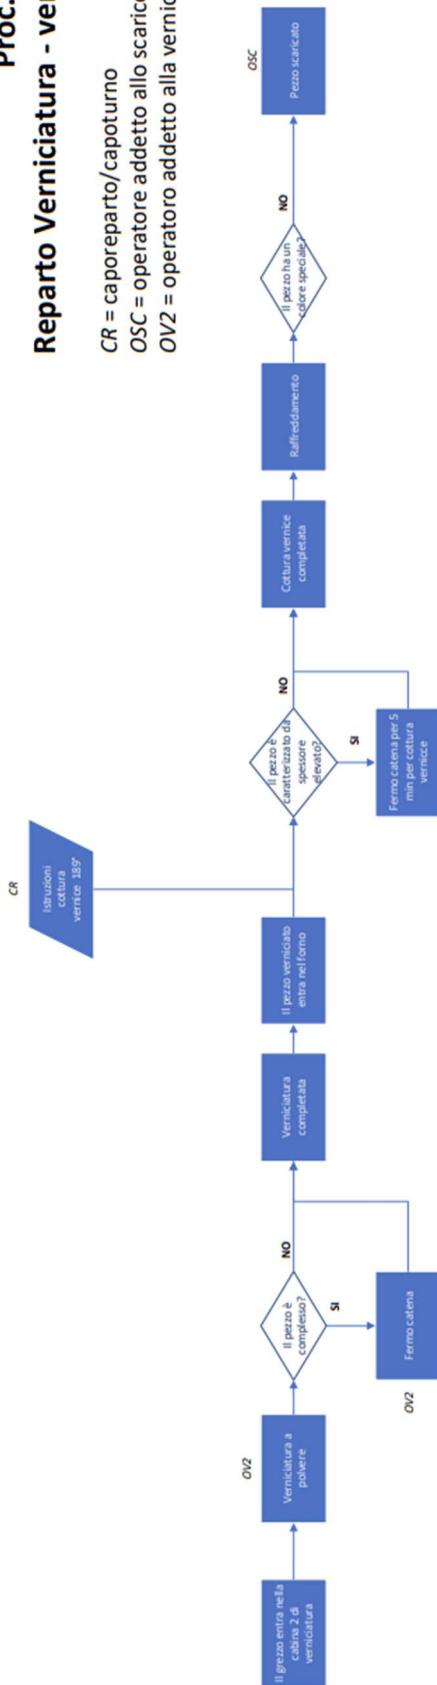 Proc.
Reparto Verniciatura - ve
CR = caporeparto/capoturno
OSC = operatore addetto allo scarico
OV2 = operatoro addetto alla vernic
Il grezzo entra nella
cabina 2 di
verniciatura
OV2
Verniciatura a
polvere
Il pezzo è
complesso?
SI
NO
OV2
Fermo catena
Verniciatura
completata
Il pezzo verniciato
entra nel forno
CR
Istruzioni
cottura
vernice 189°
Il pezzo è
caratterizzato da
spessore
elevato?
SI
NO
Fermo catena per 5
min per cottura
vernicce
Cottura vernice
completata
Raffreddamento
Il pezzo ha un
colore speciale?
NO
OSC
Pezzo scaricato